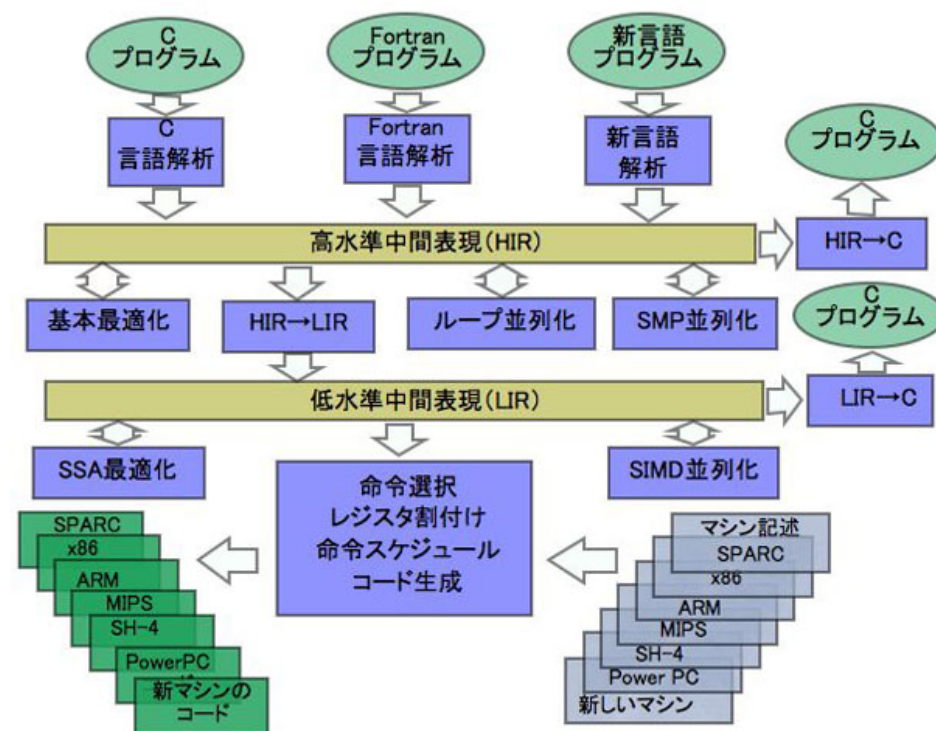 C
プログラム
Fortran
プログラム
新言語
プログラム
C
言語解析
Fortran
言語解析
新言語
解析
C
プログラム
高水準中間表現(HIR)
HIR→C
基本最適化
HIR→LIR
ループ並列化
SMP並列化
C
プログラム
低水準中間表現(LIR)
LIR→C
SSA最適化
命令選択
レジスタ割付け
命令スケジュール
コード生成
SIMD並列化
SPARC
x86
ARM
MIPS
SH-4
PowerPC
新マシンの
コード
マシン記述
SPARC
x86
ARM
MIPS
SH-4
Power PC
新しいマシン